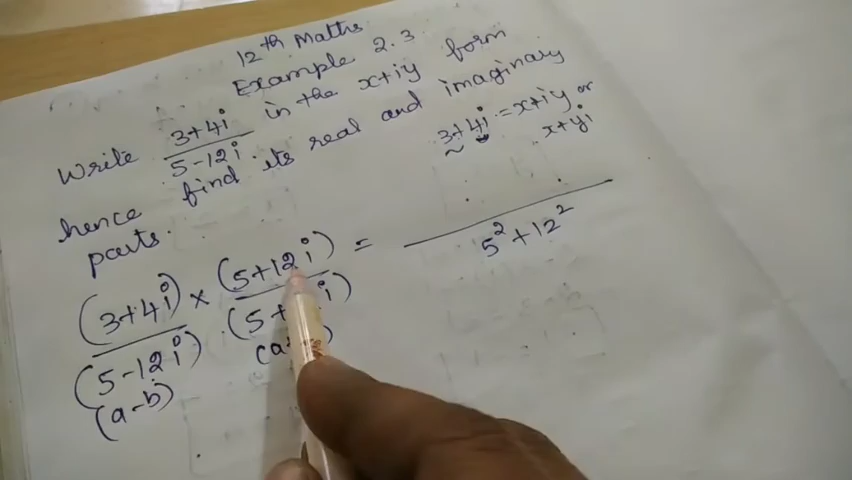 12th Maths
Example 2.3
Write 3+4i / 5-12i in the x+iy form
hence find its real and imaginary
parts.
3+4i = x+iy or
x+yi
(3+4i) / (5-12i) × (5+12i) / (5+ i) = / 5²+12²
(a-b) (a